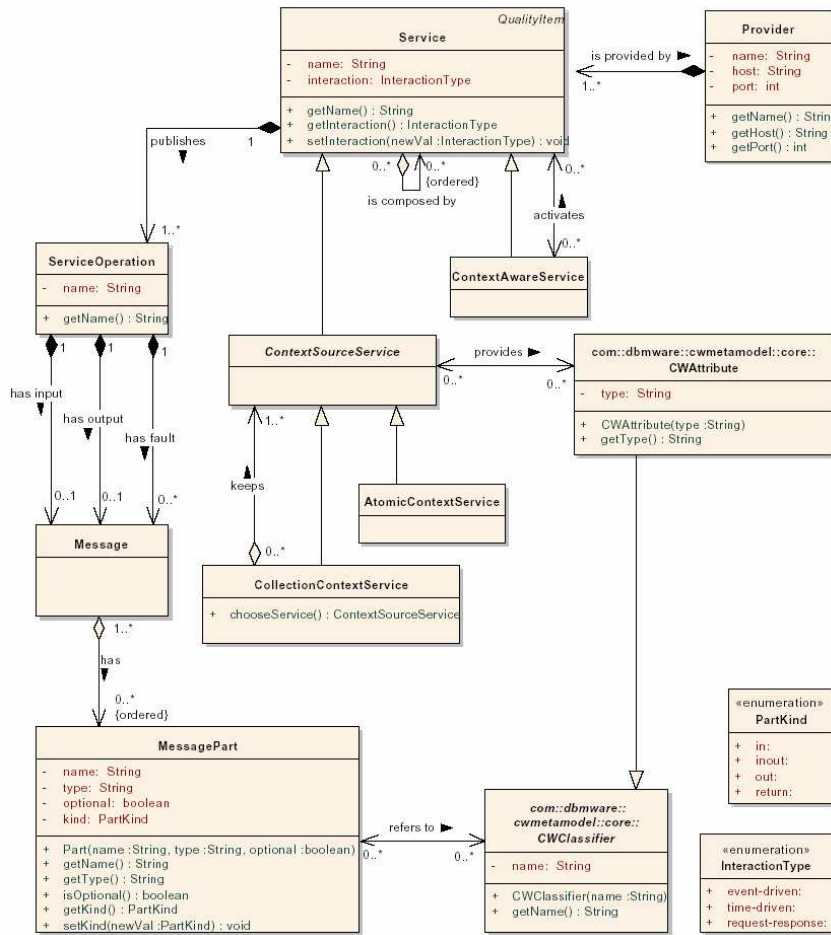 QualityItem
Service
- name: String
- interaction: InteractionType
+ getName() : String
+ getInteraction() : InteractionType
+ setInteraction(newVal :InteractionType) : void
Provider
- name: String
- host: String
- port: int
+ getName() : Strin
+ getHost() : String
+ getPort() : int
is provided by
1..*
publishes
1
1..*
0..*
0..*
{ordered}
is composed by
0..*
activates
0..*
ContextAwareService
ServiceOperation
- name: String
+ getName() : String
1
1
1
has input
has output
has fault
0..1
0..1
0..*
ContextSourceService
provides
0..*
0..*
com::dbmware::cwmetamodel::core::
CWAttribute
- type: String
+ CWAttribute(type :String)
+ getType() : String
1..*
keeps
0..*
AtomicContextService
Message
CollectionContextService
+ chooseService() : ContextSourceService
1..*
has
0..*
{ordered}
MessagePart
- name: String
- type: String
- optional: boolean
- kind: PartKind
+ Part(name :String, type :String, optional :boolean)
+ getName() : String
+ getType() : String
+ isOptional() : boolean
+ getKind() : PartKind
+ setKind(newVal :PartKind) : void
refers to
0..*
0..*
com::dbmware::
cwmetamodel::core::
CWClassifier
- name: String
+ CWClassifier(name :String)
+ getName() : String
«enumeration»
PartKind
+ in:
+ inout:
+ out:
+ return:
«enumeration»
InteractionType
+ event-driven:
+ time-driven:
+ request-response: